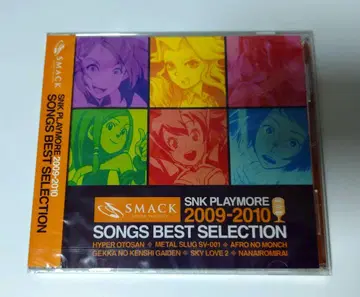 SMACK
SNK PLAYMORE 2009-2010
SONGS BEST SELECTION
SMACK
SNK PLAYMORE
2009-2010
SONGS BEST SELECTION
HYPER OTOSAN METAL SLUG SV-001 AFRO NO MONCH
GEKKA NO KENSHI GAIDEN SKY LOVE 2 NANAIROMIRAI